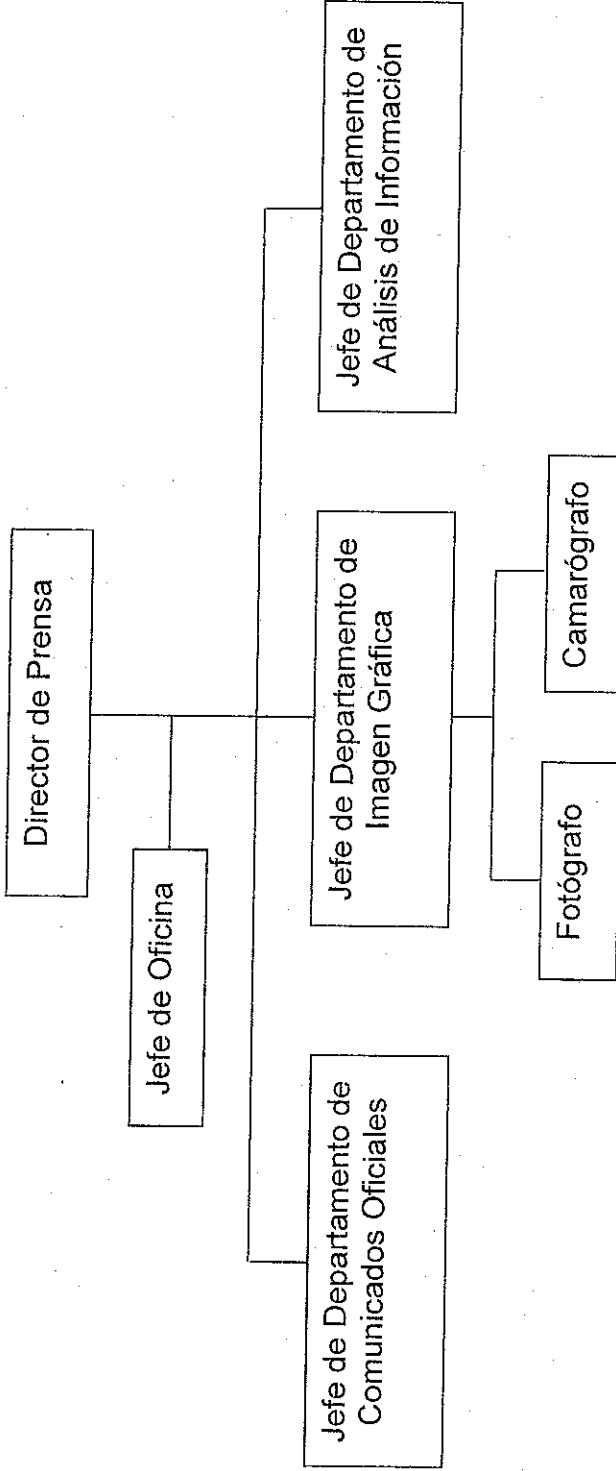 Director de Prensa
Jefe de Oficina
Jefe de Departamento de
Comunicados Oficiales
Jefe de Departamento de
Imagen Gráfica
Jefe de Departamento de
Análisis de Información
Fotógrafo
Camarógrafo